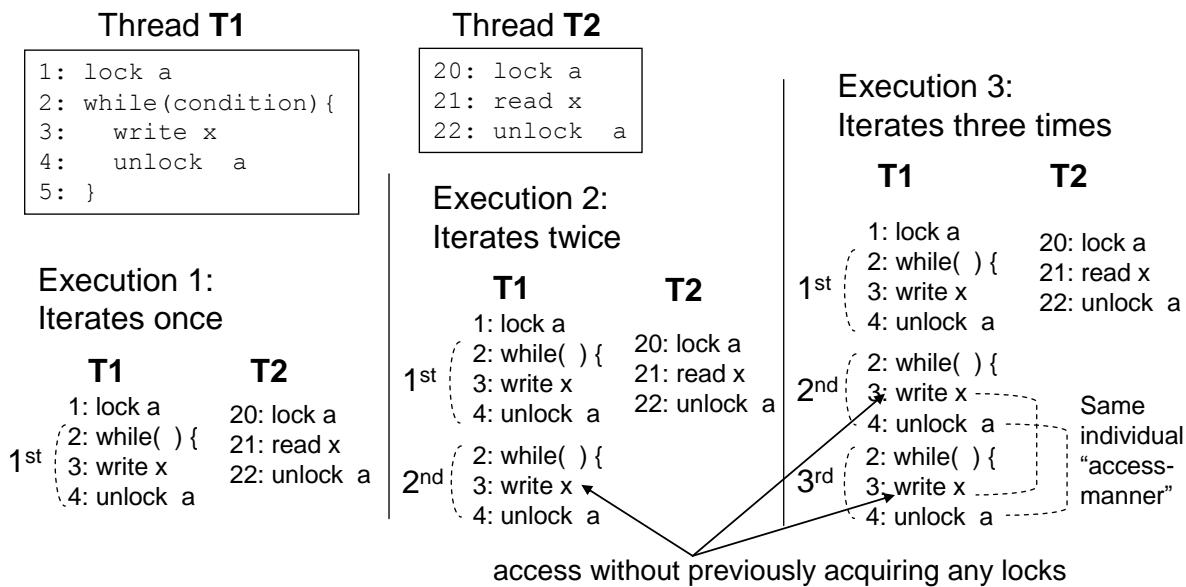 Thread T1
1: lock a
2: while(condition){
3:   write x
4:   unlock  a
5: }
Thread T2
20: lock a
21: read x
22: unlock  a
Execution 1:
Iterates once
T1
T2
1: lock a
1st
2: while(  ) {
3: write x
4: unlock  a
20: lock a
21: read x
22: unlock  a
Execution 2:
Iterates twice
T1
T2
1: lock a
1st
2: while(  ) {
3: write x
4: unlock  a
2nd
2: while(  ) {
3: write x
4: unlock  a
20: lock a
21: read x
22: unlock  a
Execution 3:
Iterates three times
T1
T2
1: lock a
1st
2: while(  ) {
3: write x
4: unlock  a
2nd
2: while(  ) {
3: write x
4: unlock  a
3rd
2: while(  ) {
3: write x
4: unlock  a
20: lock a
21: read x
22: unlock  a
Same
individual
“access-
manner”
access without previously acquiring any locks